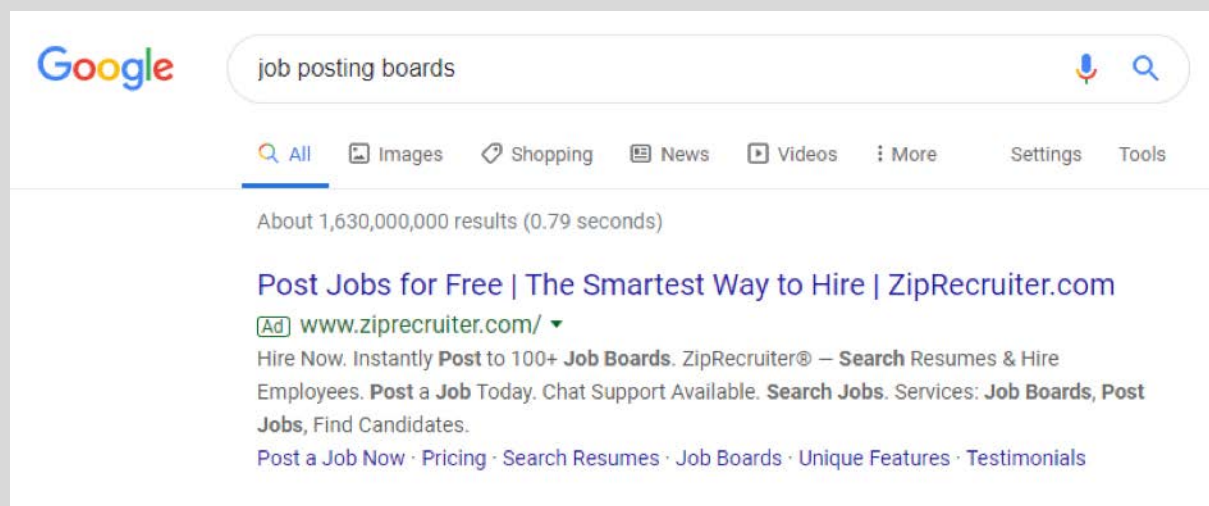 Google job posting boards
All Images Shopping News Videos More Settings Tools
About 1,630,000,000 results (0.79 seconds)
Post Jobs for Free | The Smartest Way to Hire | ZipRecruiter.com
Ad www.ziprecruiter.com/
Hire Now. Instantly Post to 100+ Job Boards. ZipRecruiter® — Search Resumes & Hire
Employees. Post a Job Today. Chat Support Available. Search Jobs. Services: Job Boards, Post
Jobs, Find Candidates.
Post a Job Now · Pricing · Search Resumes · Job Boards · Unique Features · Testimonials